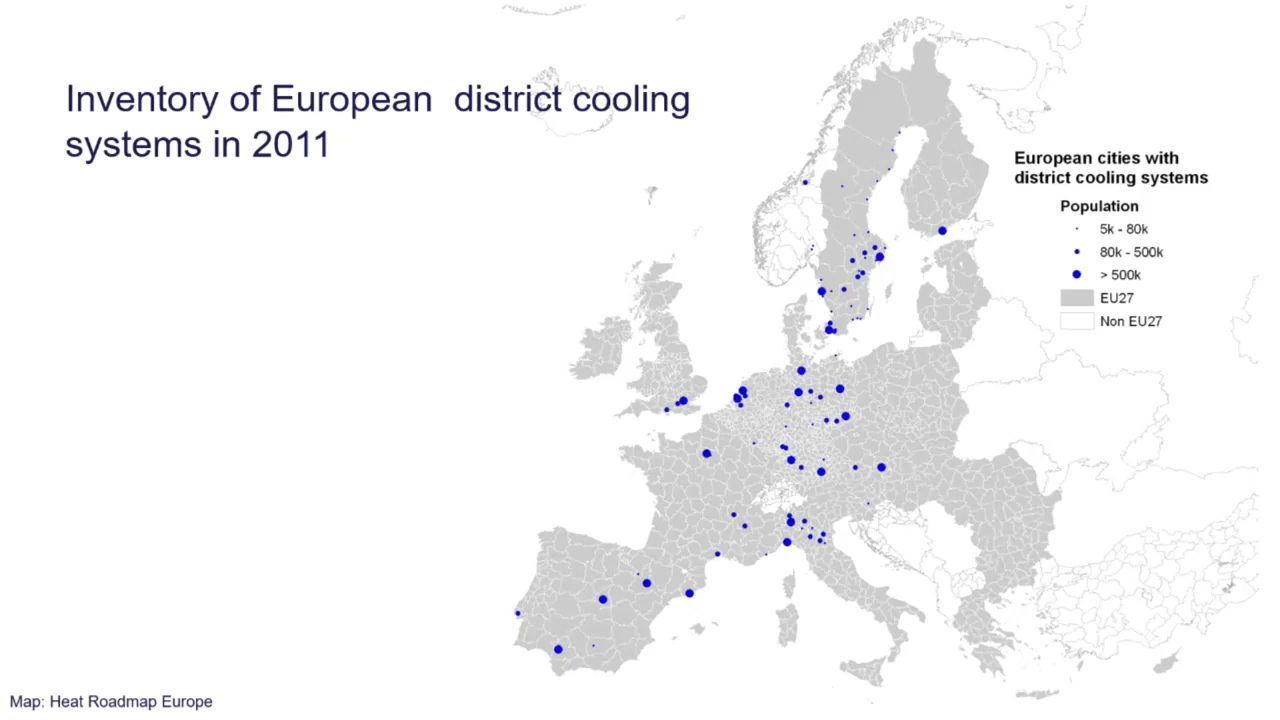 Inventory of European  district cooling
systems in 2011
European cities with
district cooling systems
Population
5k - 80k
80k - 500k
> 500k
EU27
Non EU27
Map: Heat Roadmap Europe